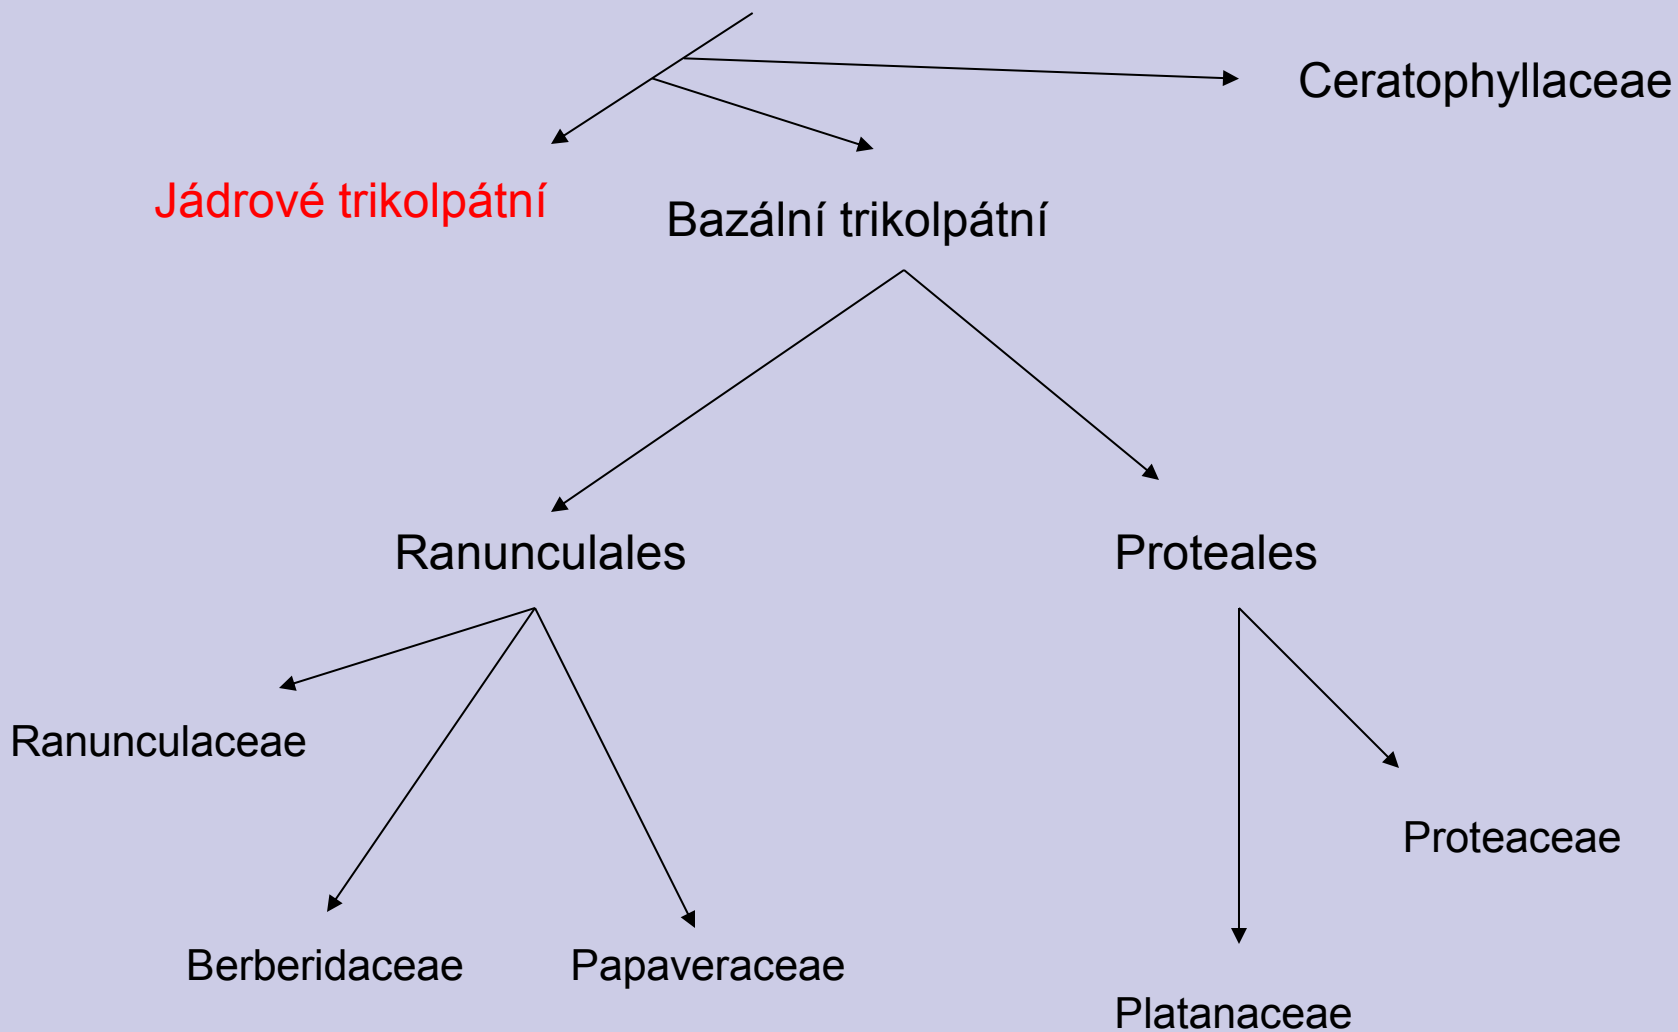 Ceratophyllaceae
Jádrové trikolpátní
Bazální trikolpátní
Ranunculales
Proteales
Ranunculaceae
Proteaceae
Berberidaceae
Papaveraceae
Platanaceae